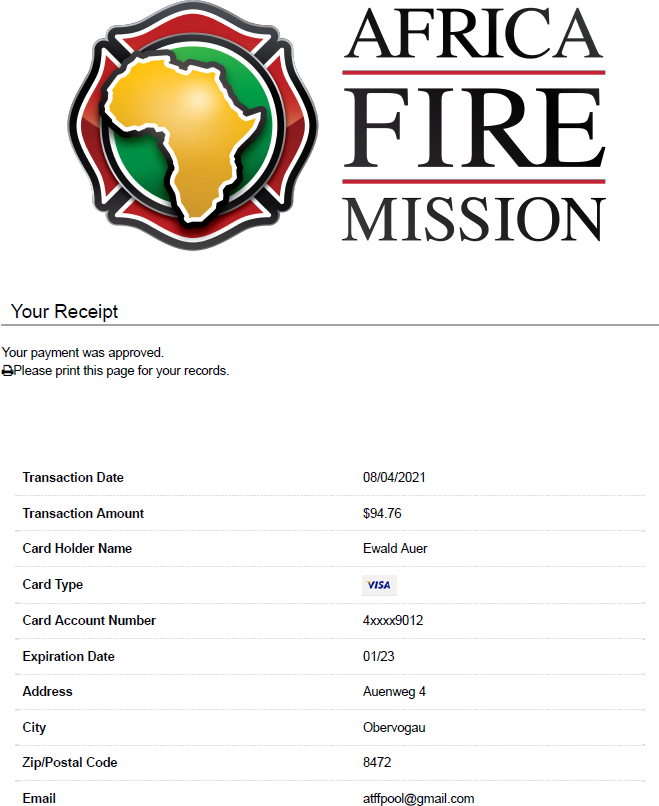 AFRICA
FIRE
MISSION
Your Receipt
Your payment was approved.
Please print this page for your records.
Transaction Date 08/04/2021
Transaction Amount $94.76
Card Holder Name Ewald Auer
Card Type VISA
Card Account Number 4xxxx9012
Expiration Date 01/23
Address Auenweg 4
City Obervogau
Zip/Postal Code 8472
Email atffpool@gmail.com